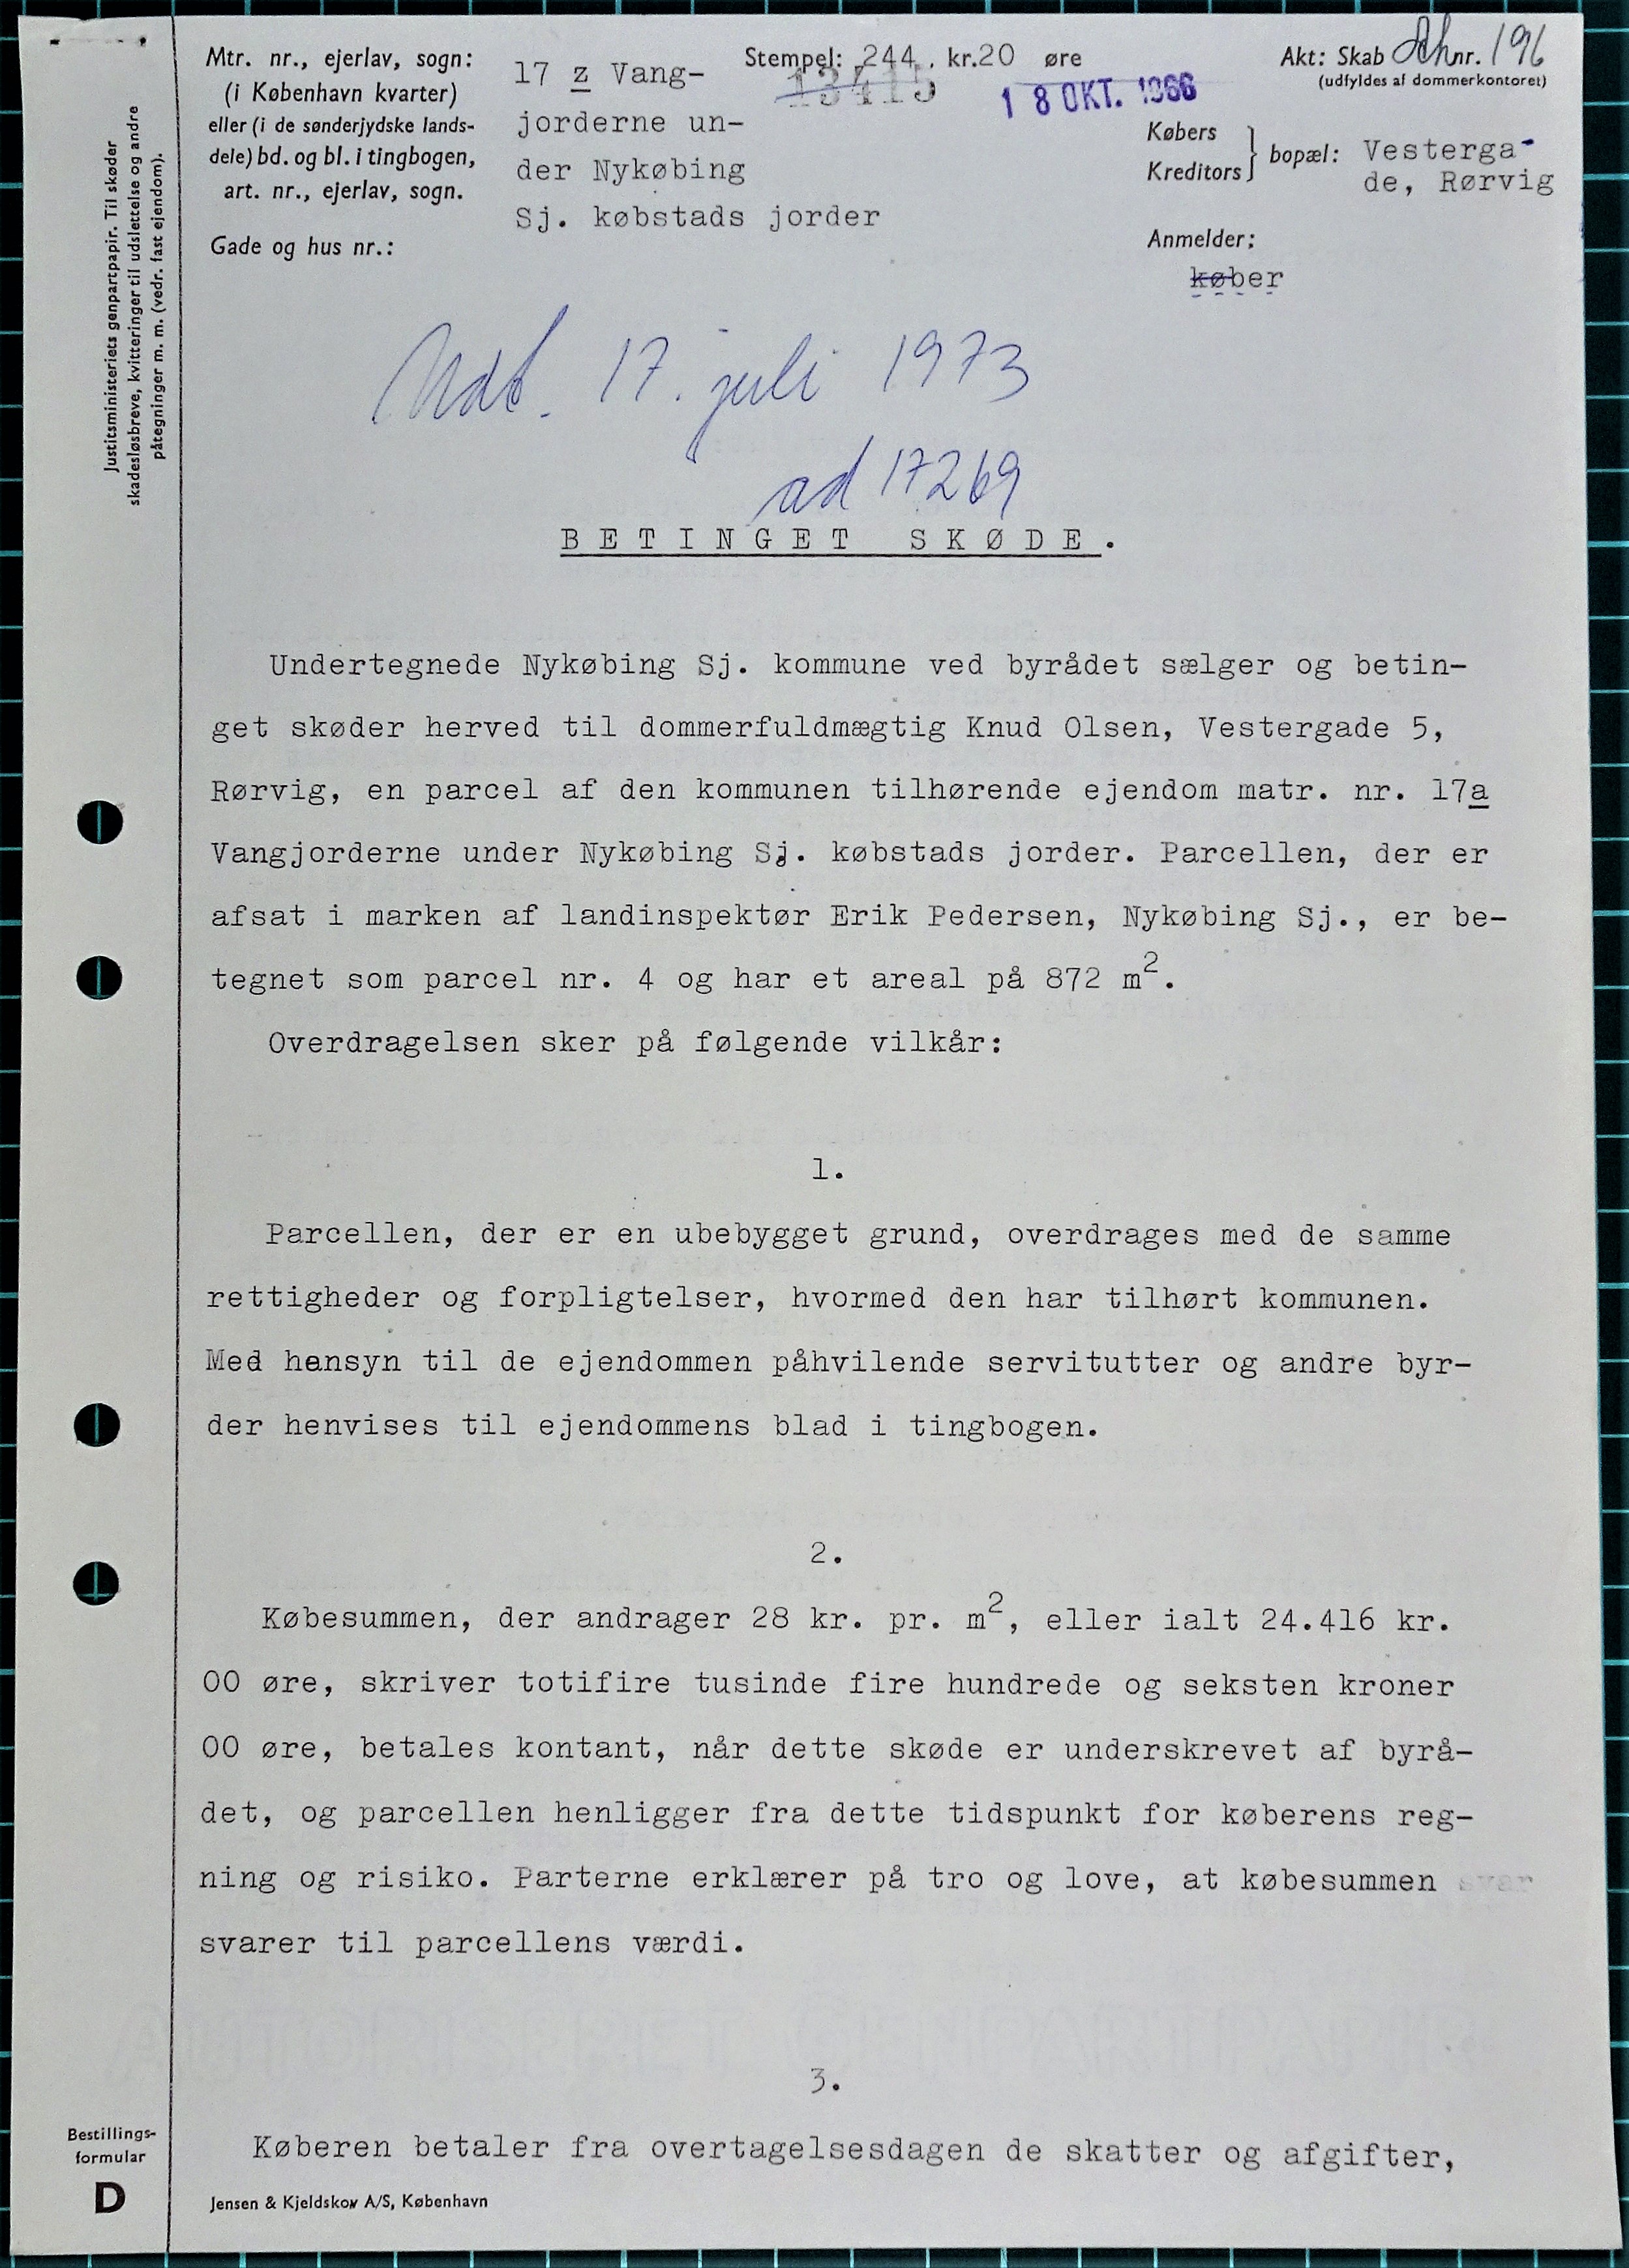 Justitsministeriets genpartpapir. Til skøder
skadesløsbreve, kvitteringer til udslettelse og andre
påtegninger m. m. (vedr. fast ejendom).
Mtr. nr., ejerlav, sogn:
(i København kvarter)
eller (i de sønderjydske lands-
dele) bd. og bl. i tingbogen,
art. nr., ejerlav, sogn.
Gade og hus nr.:
17 z Vang-
jorderne un-
der Nykøbing
Sj. købstads jorder
Stempel: 244. kr.20 øre
13415
18 OKT. 1966
Akt: Skab nr. 196
(udfyldes af dommerkontoret)
Købers
Kreditors
bopæl: Vesterga-
de, Rørvig
Anmelder:
køber
Udt. 17. juli 1973
ad 17269
BETINGET SKØDE.
Undertegnede Nykøbing Sj. kommune ved byrådet sælger og betin-
get skøder herved til dommerfuldmægtig Knud Olsen, Vestergade 5,
Rørvig, en parcel af den kommunen tilhørende ejendom matr. nr. 17a
Vangjorderne under Nykøbing Sj. købstads jorder. Parcellen, der er
afsat i marken af landinspektør Erik Pedersen, Nykøbing Sj., er be-
tegnet som parcel nr. 4 og har et areal på 872 m².
Overdragelsen sker på følgende vilkår:
1.
Parcellen, der er en ubebygget grund, overdrages med de samme
rettigheder og forpligtelser, hvormed den har tilhørt kommunen.
Med hensyn til de ejendommen påhvilende servitutter og andre byr-
der henvises til ejendommens blad i tingbogen.
2.
Købesummen, der andrager 28 kr. pr. m², eller ialt 24.416 kr.
00 øre, skriver totifire tusinde fire hundrede og seksten kroner
00 øre, betales kontant, når dette skøde er underskrevet af byrå-
det, og parcellen henligger fra dette tidspunkt for køberens reg-
ning og risiko. Parterne erklærer på tro og love, at købesummen svar
svarer til parcellens værdi.
3.
Køberen betaler fra overtagelsesdagen de skatter og afgifter,
Bestillings-
formular
D
Jensen & Kjeldskov A/S, København